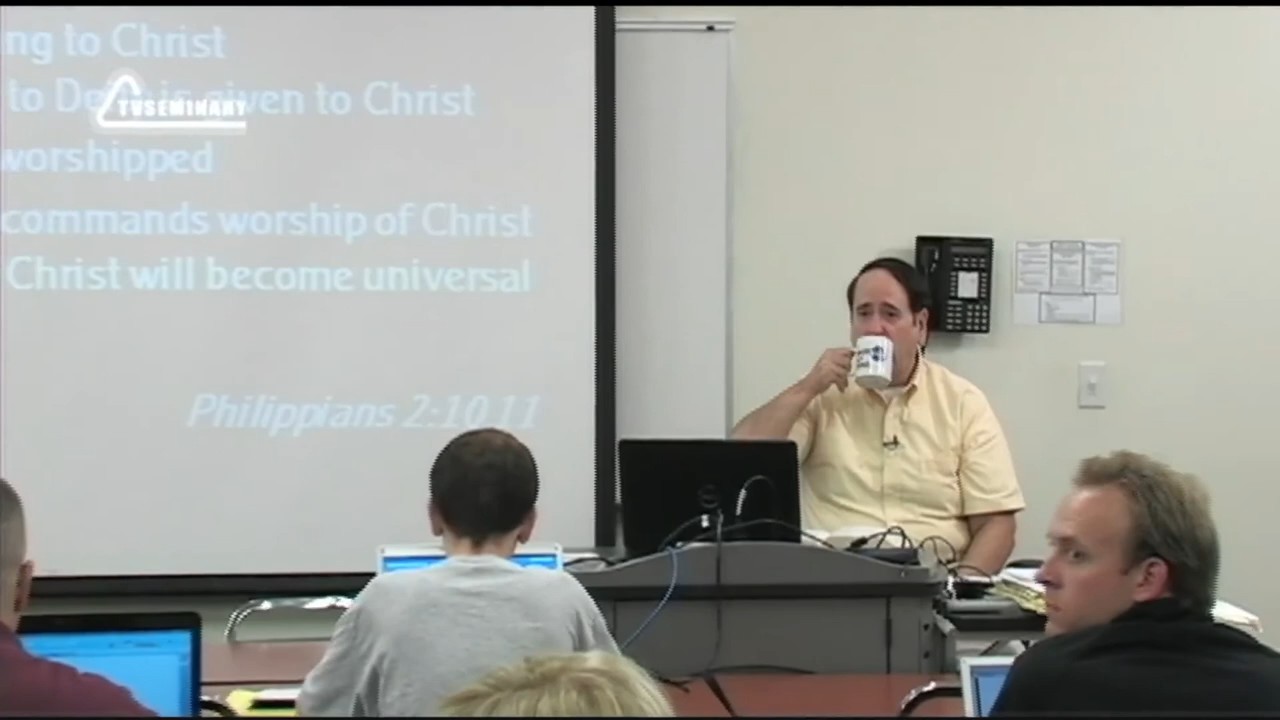 ng to Christ
to De is given to Christ
TVSEMINARY
worshipped
commands worship of Christ
Christ will become universal
Philippians 2:10 11